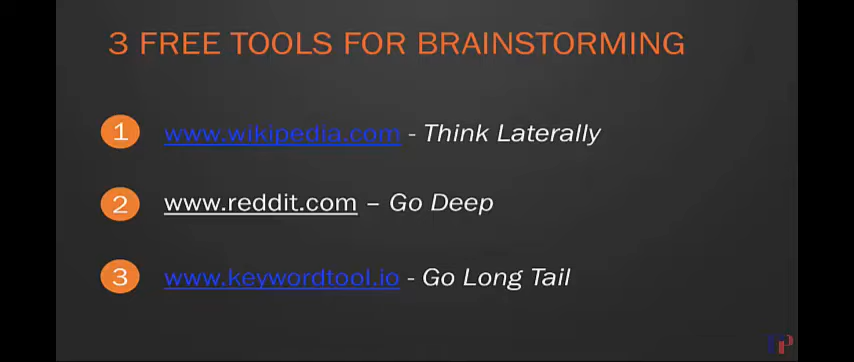 3 FREE TOOLS FOR BRAINSTORMING
1 www.wikipedia.com - Think Laterally
2 www.reddit.com – Go Deep
3 www.keywordtool.io - Go Long Tail